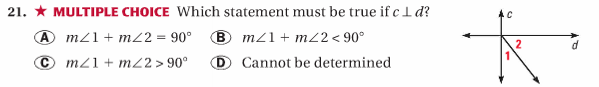 21. ★ MULTIPLE CHOICE Which statement must be true if c ⊥ d?
A m∠1 + m∠2 = 90° B m∠1 + m∠2 < 90°
C m∠1 + m∠2 > 90° D Cannot be determined
c
2
d
1